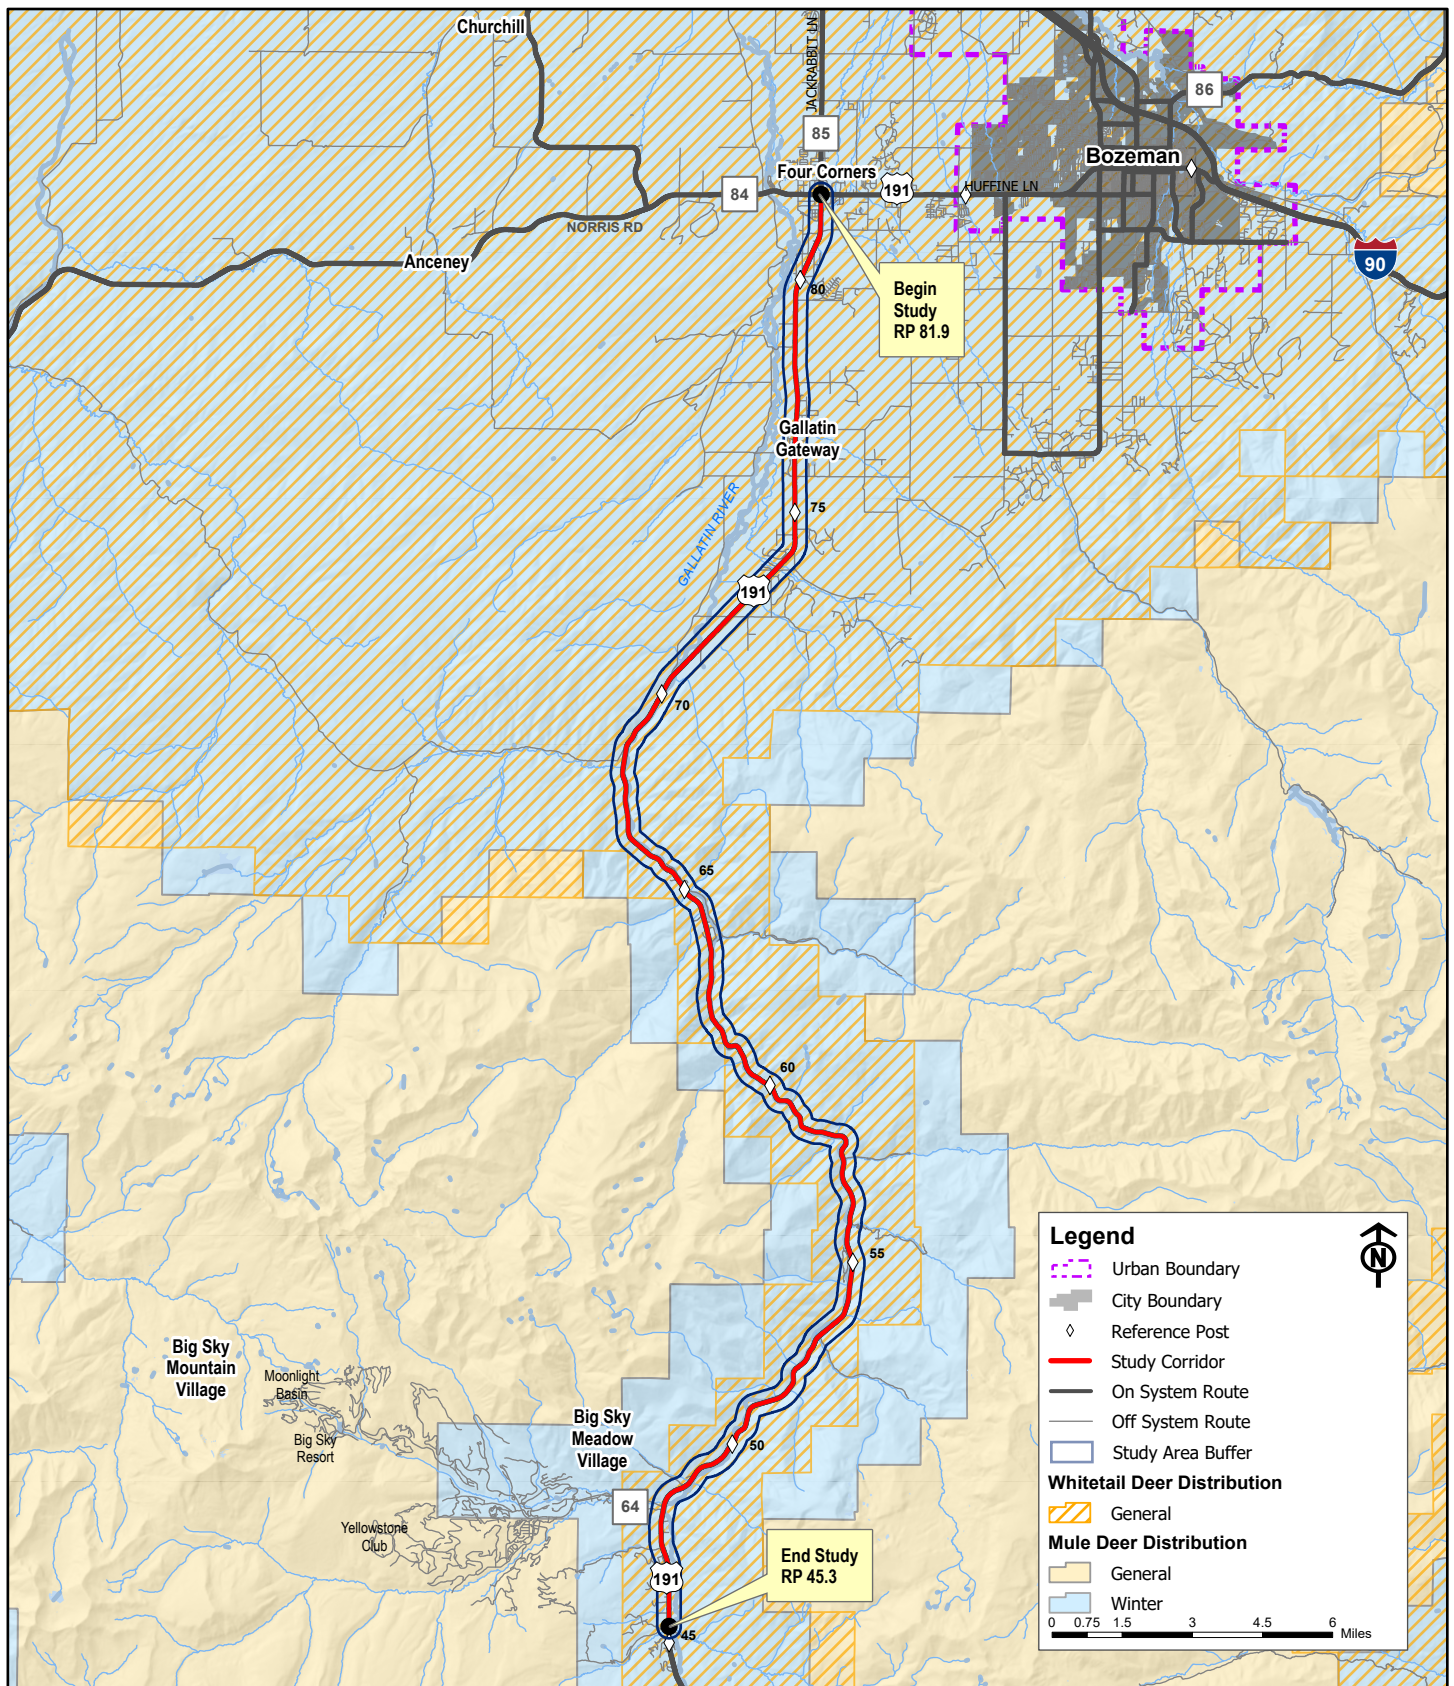 Churchill
JACKRABBIT LN
86
85
Bozeman
Four Corners
84
191
HUFFINE LN
NORRIS RD
Anceney
90
80
Begin
Study
RP 81.9
Gallatin
Gateway
75
GALLATIN RIVER
191
70
65
60
55
Big Sky
Mountain
Village
Moonlight
Basin
Big Sky
Resort
Big Sky
Meadow
Village
50
64
Yellowstone
Club
End Study
RP 45.3
191
45
Legend
N
Urban Boundary
City Boundary
Reference Post
Study Corridor
On System Route
Off System Route
Study Area Buffer
Whitetail Deer Distribution
General
Mule Deer Distribution
General
Winter
0 0.75 1.5 3 4.5 6
Miles